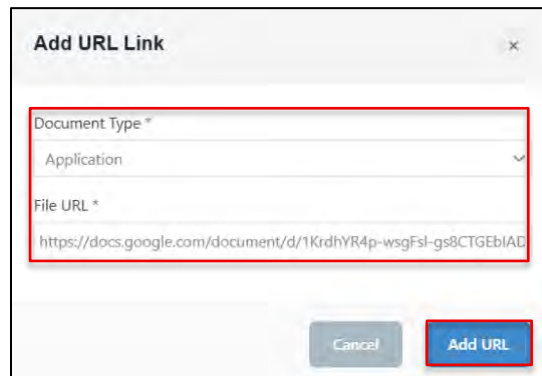 Add URL Link
×
Document Type *
Application
File URL *
https://docs.google.com/document/d/1KrdhYR4p-wsgFsl-gs8CTGEbIAD
Cancel
Add URL